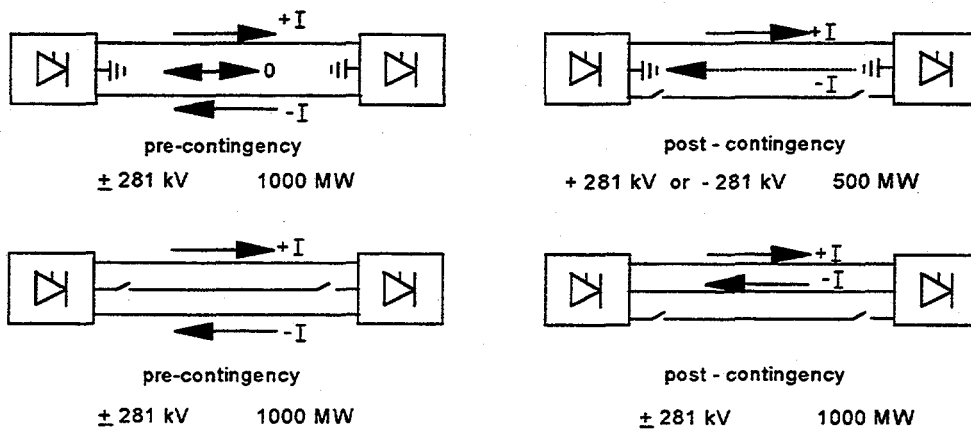 +I
+I
0
-I
-I
pre-contingency
post - contingency
± 281 kV 1000 MW
+ 281 kV or - 281 kV 500 MW
+I
+I
-I
-I
pre-contingency
post - contingency
± 281 kV 1000 MW
± 281 kV 1000 MW